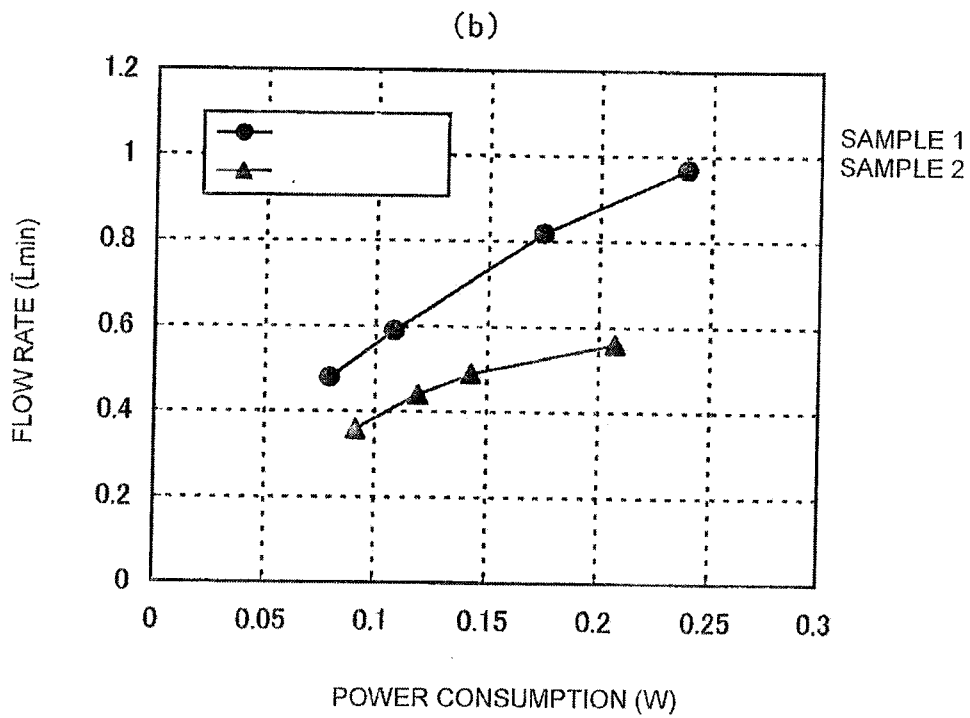 (b)
1.2
1
0.8
0.6
0.4
0.2
0
0
0.05
0.1
0.15
0.2
0.25
0.3
SAMPLE 1
SAMPLE 2
FLOW RATE (L̄min)
POWER CONSUMPTION (W)